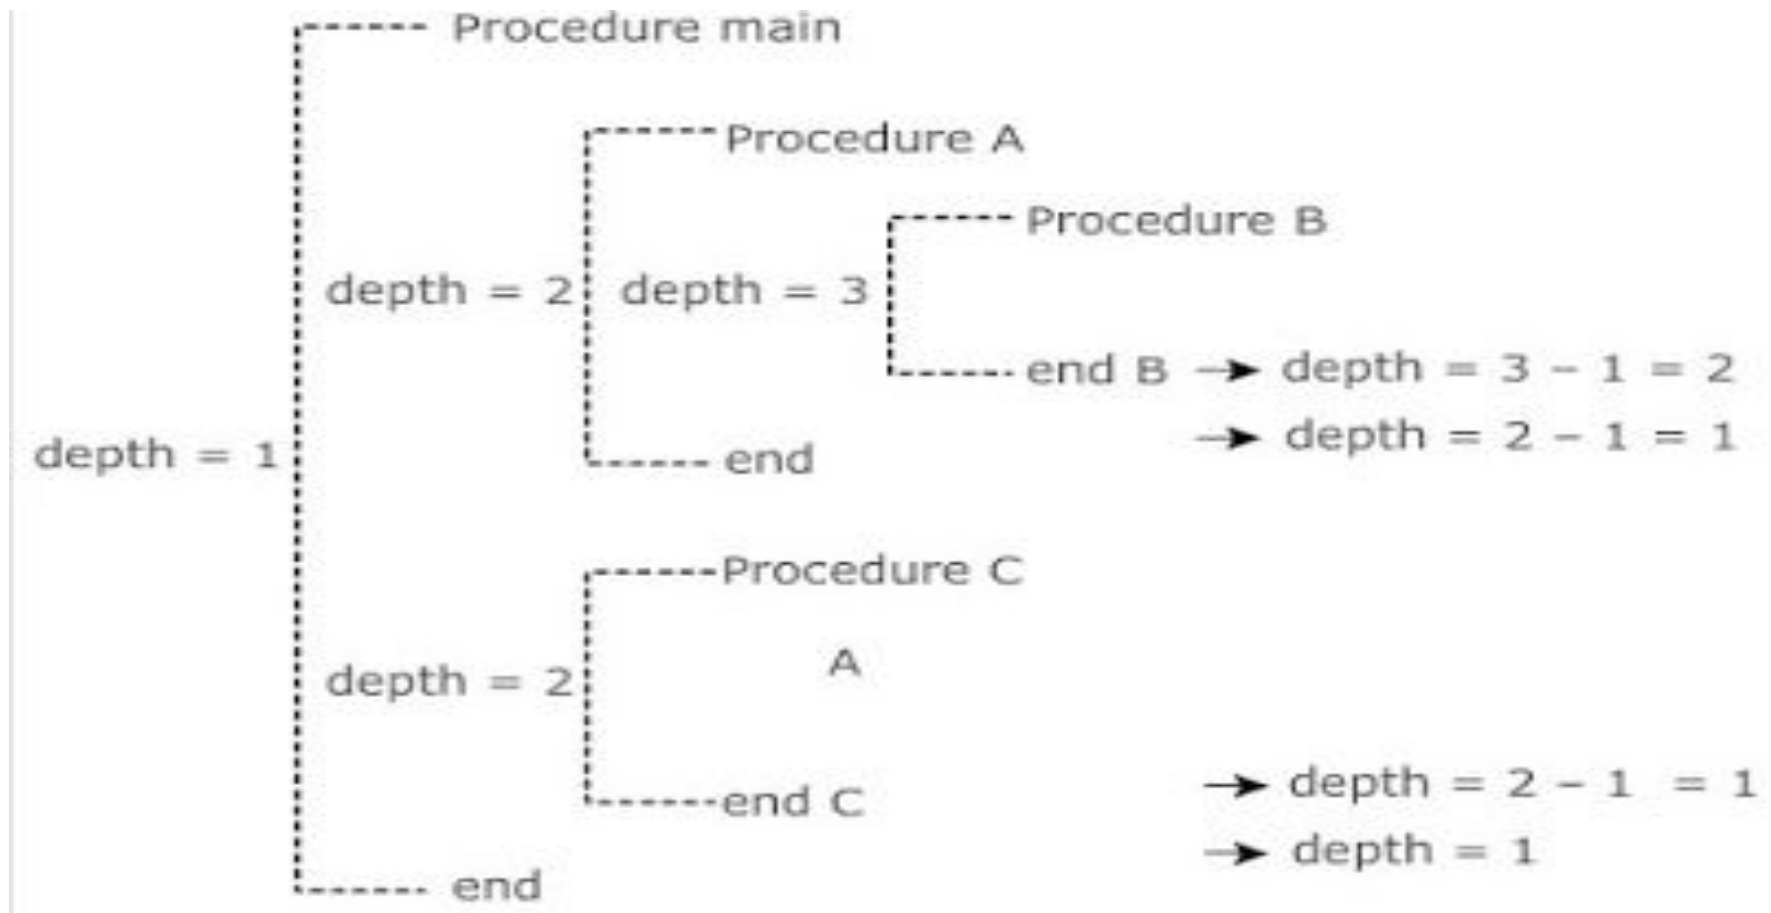 Procedure main
Procedure A
Procedure B
depth = 2
depth = 3
end B → depth = 3 – 1 = 2
→ depth = 2 – 1 = 1
depth = 1
end
Procedure C
A
depth = 2
→ depth = 2 – 1 = 1
end C
→ depth = 1
end